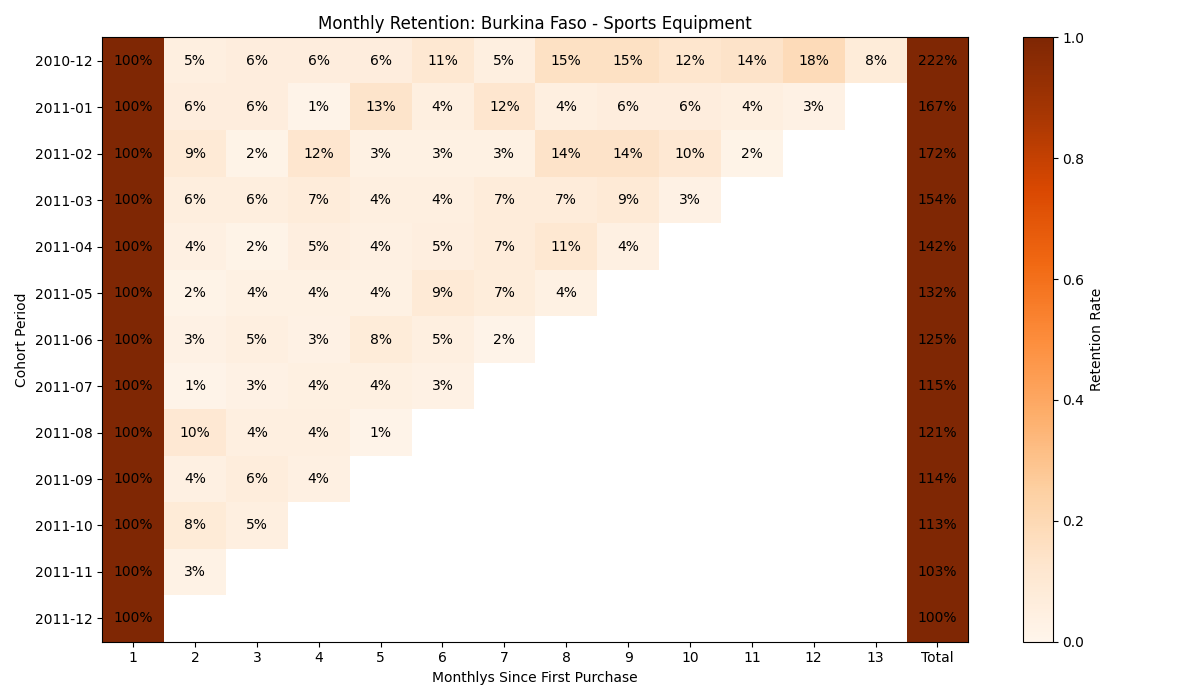 Monthly Retention: Burkina Faso - Sports Equipment
2010-12 100% 5% 6% 6% 6% 11% 5% 15% 15% 12% 14% 18% 8% 222%
2011-01 100% 6% 6% 1% 13% 4% 12% 4% 6% 6% 4% 3% 167%
2011-02 100% 9% 2% 12% 3% 3% 3% 14% 14% 10% 2% 172%
2011-03 100% 6% 6% 7% 4% 4% 7% 7% 9% 3% 154%
2011-04 100% 4% 2% 5% 4% 5% 7% 11% 4% 142%
2011-05 100% 2% 4% 4% 4% 9% 7% 4% 132%
2011-06 100% 3% 5% 3% 8% 5% 2% 125%
2011-07 100% 1% 3% 4% 4% 3% 115%
2011-08 100% 10% 4% 4% 1% 121%
2011-09 100% 4% 6% 4% 114%
2011-10 100% 8% 5% 113%
2011-11 100% 3% 103%
2011-12 100% 100%
1 2 3 4 5 6 7 8 9 10 11 12 13 Total
Monthlys Since First Purchase
Cohort Period
1.0
0.8
0.6
0.4
0.2
0.0
Retention Rate